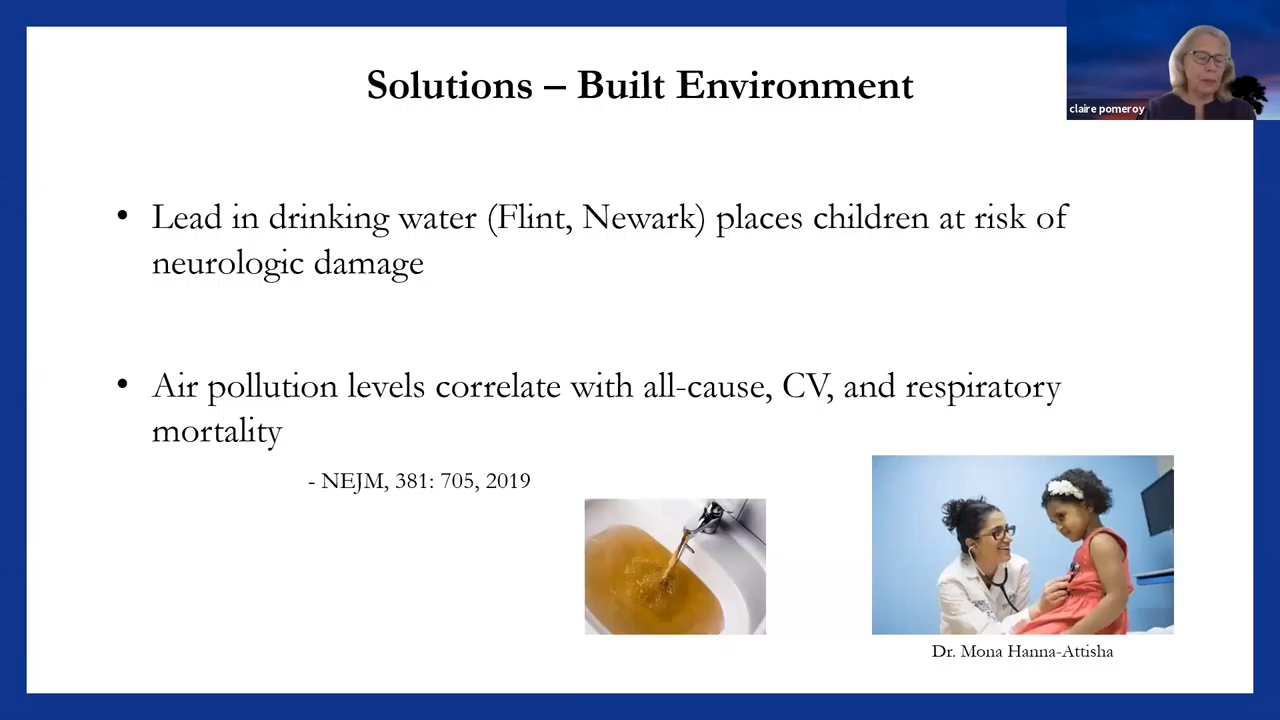 Solutions – Built Environment
claire pomeroy
• Lead in drinking water (Flint, Newark) places children at risk of
neurologic damage
• Air pollution levels correlate with all-cause, CV, and respiratory
mortality
- NEJM, 381: 705, 2019
Dr. Mona Hanna-Attisha